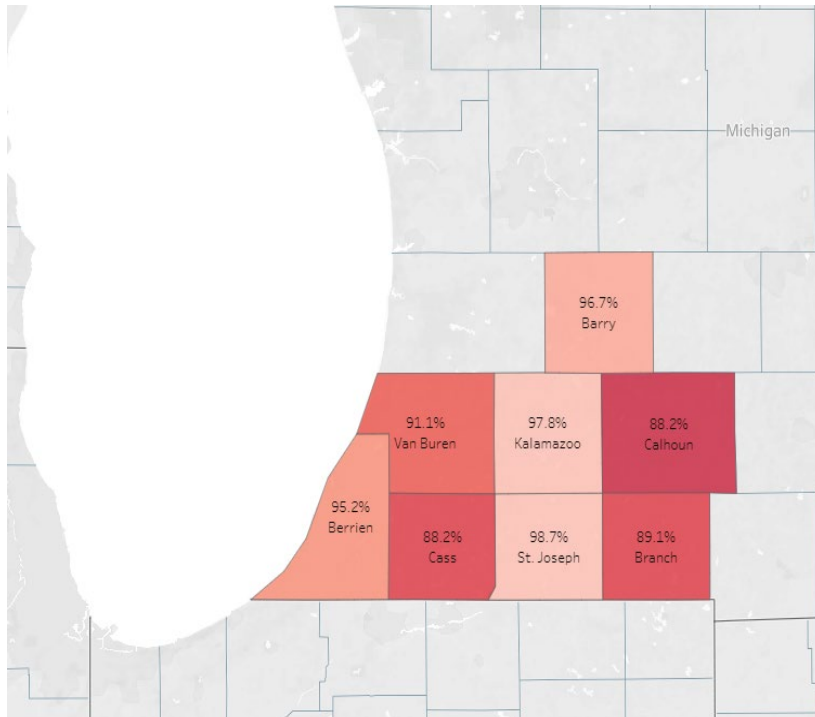 Michigan
96.7%
Barry
91.1%
Van Buren
97.8%
Kalamazoo
88.2%
Calhoun
95.2%
Berrien
88.2%
Cass
98.7%
St. Joseph
89.1%
Branch